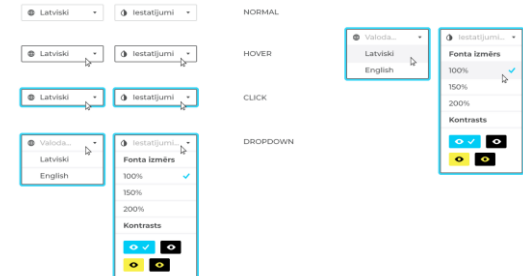 Latviski Iestatījumi NORMAL
Latviski Iestatījumi HOVER
Latviski Iestatījumi CLICK
Valoda... Iestatījumi... DROPDOWN
Latviski Fonta izmērs
English 100%
150%
200%
Kontrasts
Valoda... Iestatījumi...
Latviski Fonta izmērs
English 100%
150%
200%
Kontrasts